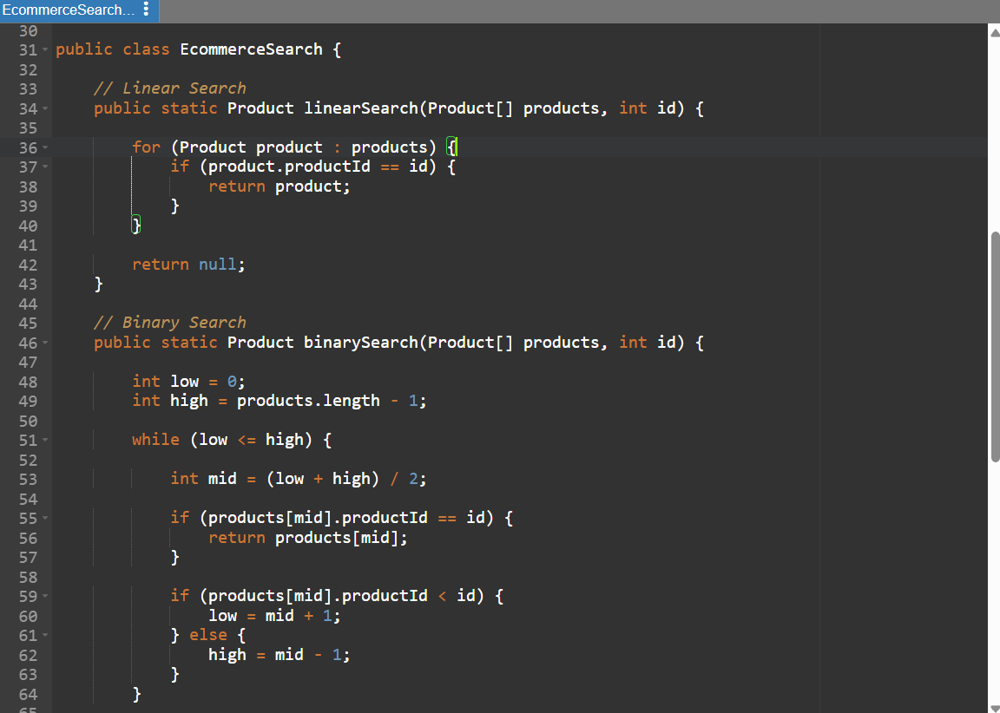 EcommerceSearch...
30
31 public class EcommerceSearch {
32
33     // Linear Search
34     public static Product linearSearch(Product[] products, int id) {
35
36         for (Product product : products) {
37             if (product.productId == id) {
38                 return product;
39             }
40         }
41
42         return null;
43     }
44
45     // Binary Search
46     public static Product binarySearch(Product[] products, int id) {
47
48         int low = 0;
49         int high = products.length - 1;
50
51         while (low <= high) {
52
53             int mid = (low + high) / 2;
54
55             if (products[mid].productId == id) {
56                 return products[mid];
57             }
58
59             if (products[mid].productId < id) {
60                 low = mid + 1;
61             } else {
62                 high = mid - 1;
63             }
64         }